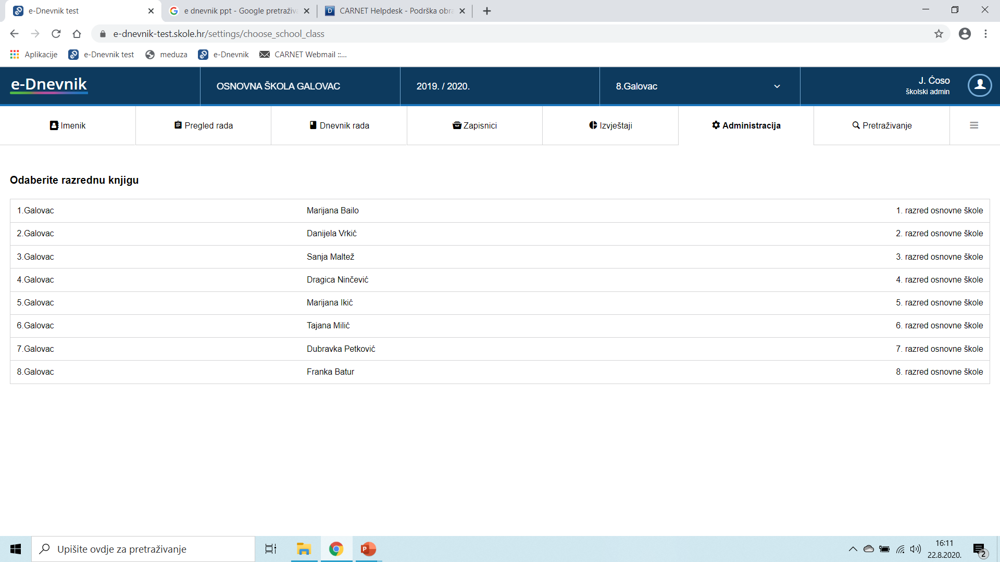 e-Dnevnik test
e dnevnik ppt - Google pretraživa
CARNET Helpdesk - Podrška obra
e-dnevnik-test.skole.hr/settings/choose_school_class
Aplikacije e-Dnevnik test meduza e-Dnevnik CARNET Webmail ::...
e-Dnevnik OSNOVNA ŠKOLA GALOVAC 2019. / 2020. 8.Galovac J. Ćoso
školski admin
Imenik Pregled rada Dnevnik rada Zapisnici Izvještaji Administracija Pretraživanje
Odaberite razrednu knjigu
1.Galovac Marijana Bailo 1. razred osnovne škole
2.Galovac Danijela Vrkić 2. razred osnovne škole
3.Galovac Sanja Maltež 3. razred osnovne škole
4.Galovac Dragica Ninčević 4. razred osnovne škole
5.Galovac Marijana Ikić 5. razred osnovne škole
6.Galovac Tajana Milić 6. razred osnovne škole
7.Galovac Dubravka Petković 7. razred osnovne škole
8.Galovac Franka Batur 8. razred osnovne škole
Upišite ovdje za pretraživanje
16:11
22.8.2020.
2